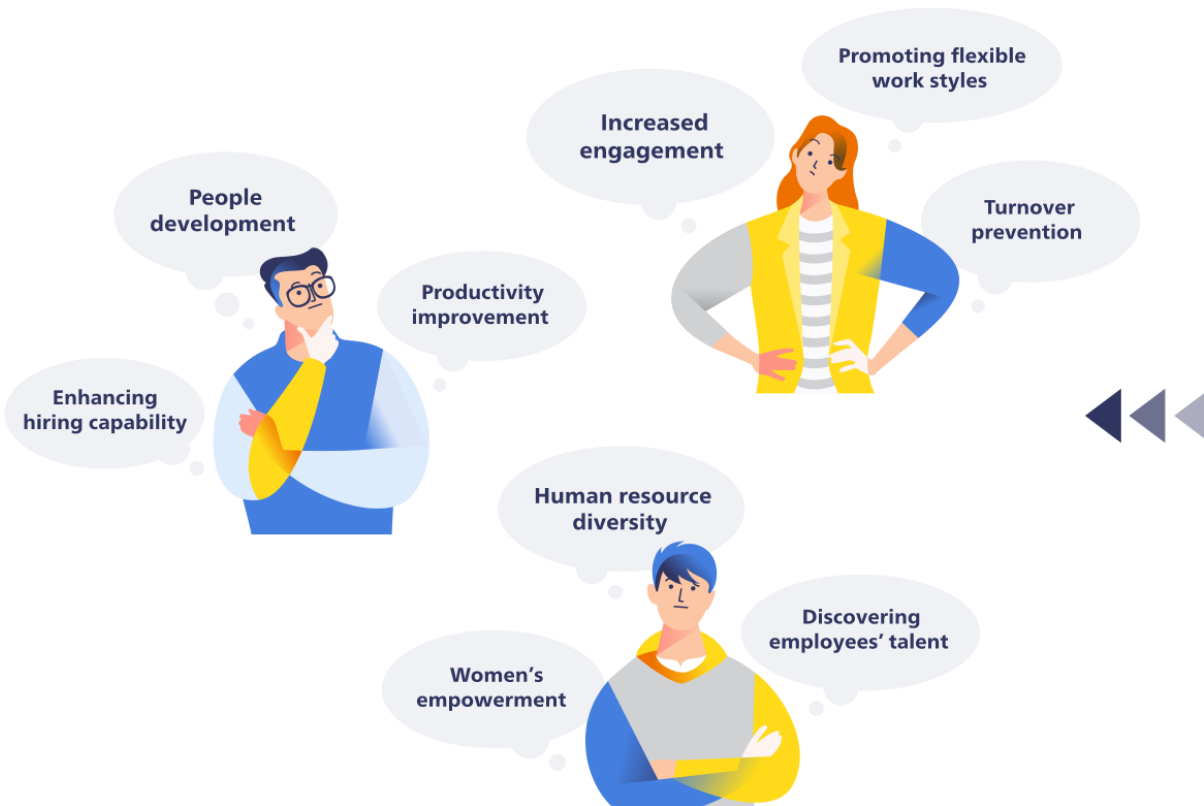 Promoting flexible
work styles
Increased
engagement
Turnover
prevention
People
development
Productivity
improvement
Enhancing
hiring capability
Human resource
diversity
Discovering
employees’ talent
Women’s
empowerment